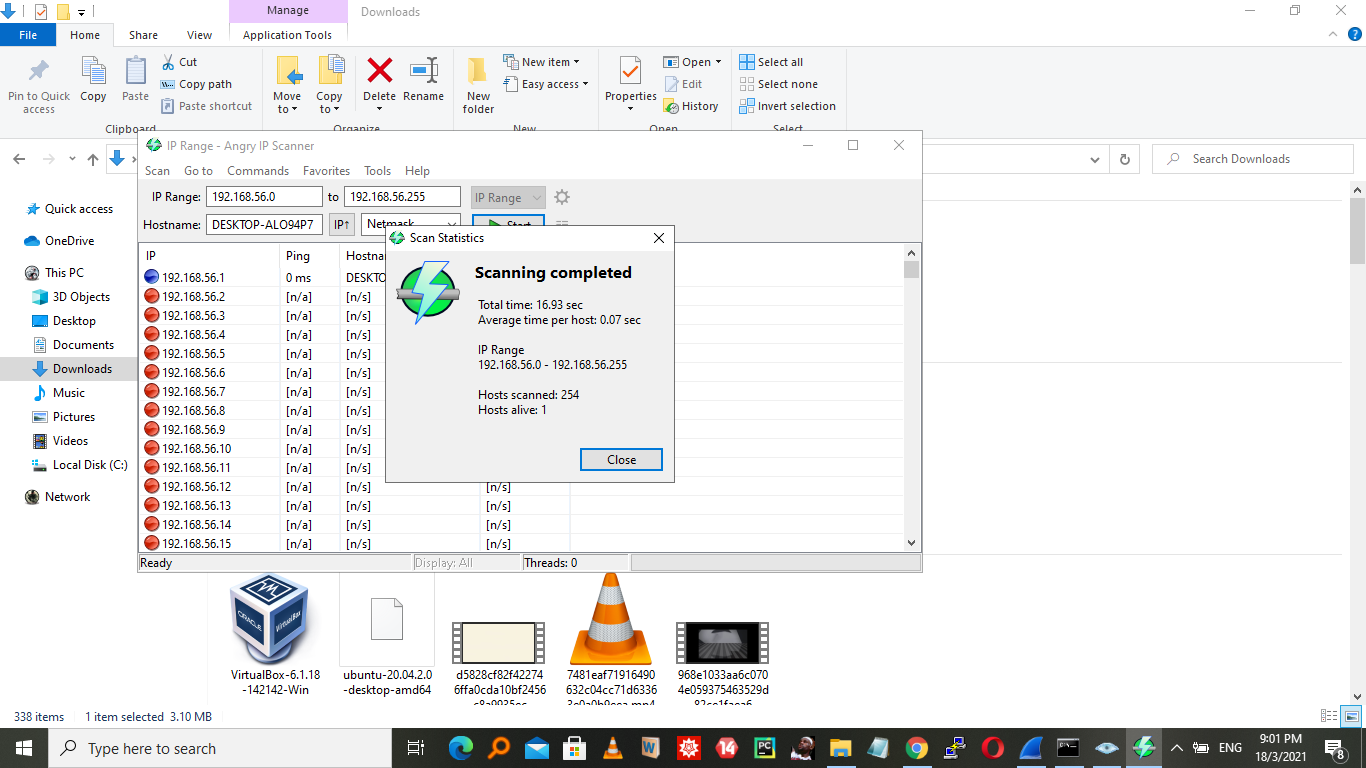 Manage
Downloads
File
Home
Share
View
Application Tools
Pin to Quick access
Copy
Paste
Cut
Copy path
Paste shortcut
Clipboard
Move to
Copy to
Delete
Rename
Organize
New folder
New item
Easy access
New
Properties
Open
Edit
History
Open
Select all
Select none
Invert selection
Select
Search Downloads
Quick access
OneDrive
This PC
3D Objects
Desktop
Documents
Downloads
Music
Pictures
Videos
Local Disk (C:)
Network
IP Range - Angry IP Scanner
Scan Go to Commands Favorites Tools Help
IP Range: 192.168.56.0 to 192.168.56.255 IP Range
Hostname: DESKTOP-ALO94P7 IP↑ Netmask Start
IP Ping Hostna
192.168.56.1 0 ms DESKTO
192.168.56.2 [n/a] [n/s]
192.168.56.3 [n/a] [n/s]
192.168.56.4 [n/a] [n/s]
192.168.56.5 [n/a] [n/s]
192.168.56.6 [n/a] [n/s]
192.168.56.7 [n/a] [n/s]
192.168.56.8 [n/a] [n/s]
192.168.56.9 [n/a] [n/s]
192.168.56.10 [n/a] [n/s]
192.168.56.11 [n/a] [n/s]
192.168.56.12 [n/a] [n/s] [n/s]
192.168.56.13 [n/a] [n/s] [n/s]
192.168.56.14 [n/a] [n/s] [n/s]
192.168.56.15 [n/a] [n/s] [n/s]
Ready Display: All Threads: 0
Scan Statistics
Scanning completed
Total time: 16.93 sec
Average time per host: 0.07 sec
IP Range
192.168.56.0 - 192.168.56.255
Hosts scanned: 254
Hosts alive: 1
Close
ORACLE
VirtualBox
VirtualBox-6.1.18
-142142-Win
ubuntu-20.04.2.0
-desktop-amd64
d5828cf82f42274
6ffa0cda10bf2456
7481eaf71916490
632c04cc71d6336
968e1033aa6c070
4e059375463529d
338 items 1 item selected 3.10 MB
Type here to search
14
ENG
9:01 PM
18/3/2021
8